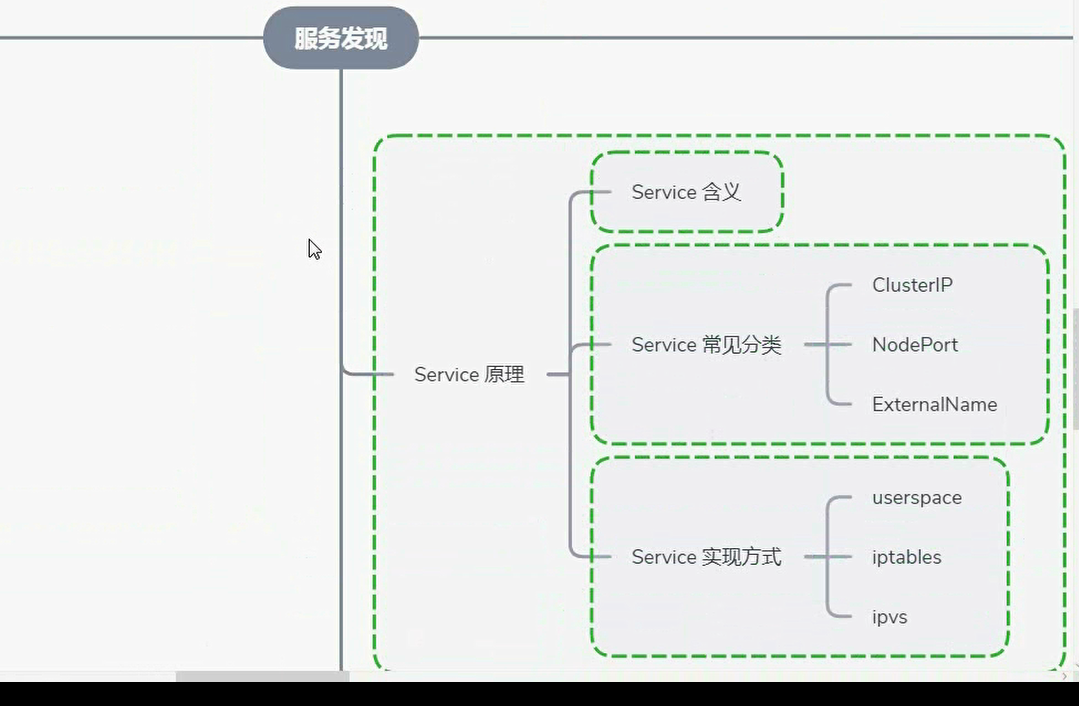 服务发现
Service 含义
Service 原理
Service 常见分类
ClusterIP
NodePort
ExternalName
Service 实现方式
userspace
iptables
ipvs